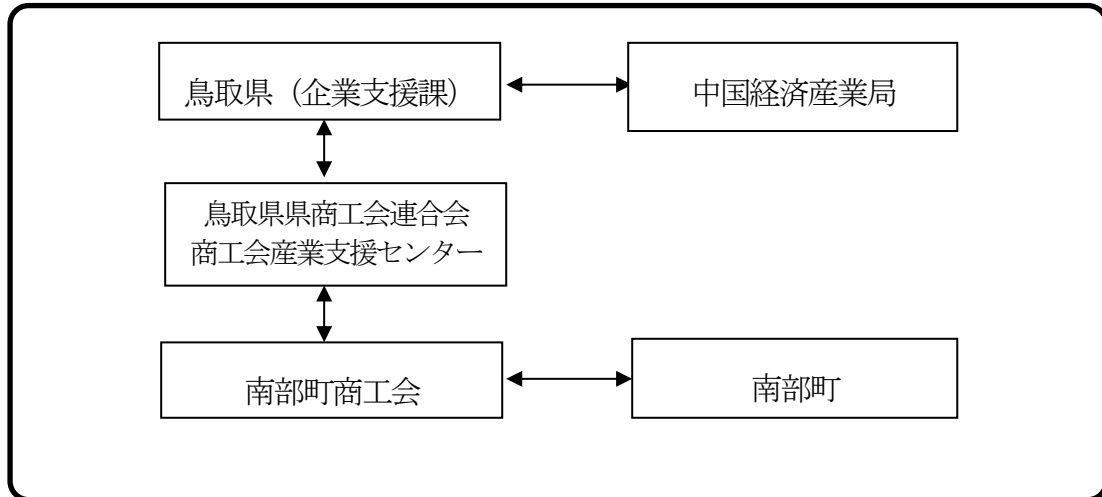 鳥取県（企業支援課）
中国経済産業局
鳥取県県商工会連合会
商工会産業支援センター
南部町商工会
南部町